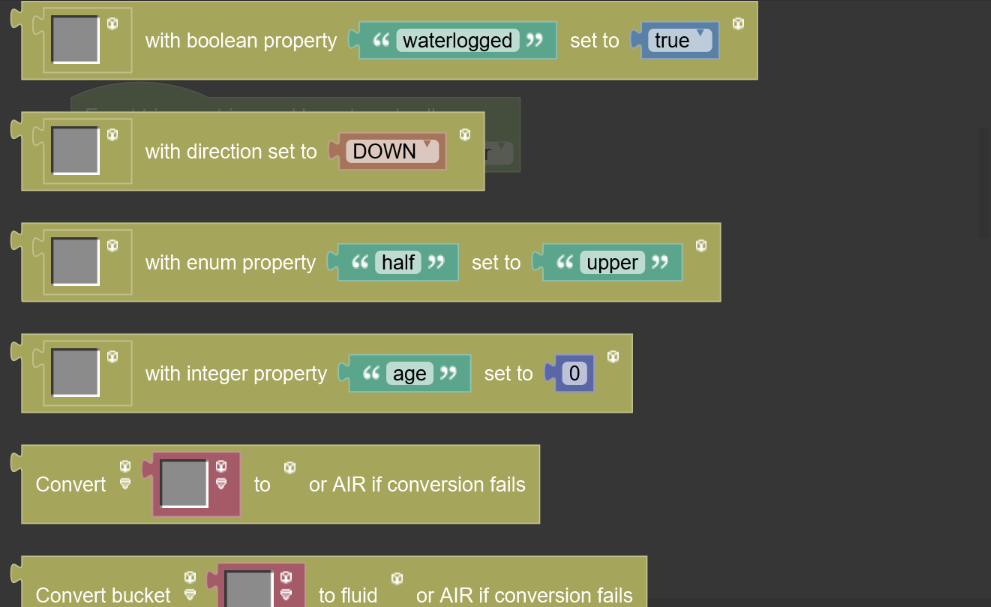 with boolean property “ waterlogged ” set to true
with direction set to DOWN
with enum property “ half ” set to “ upper ”
with integer property “ age ” set to 0
Convert to or AIR if conversion fails
Convert bucket to fluid or AIR if conversion fails